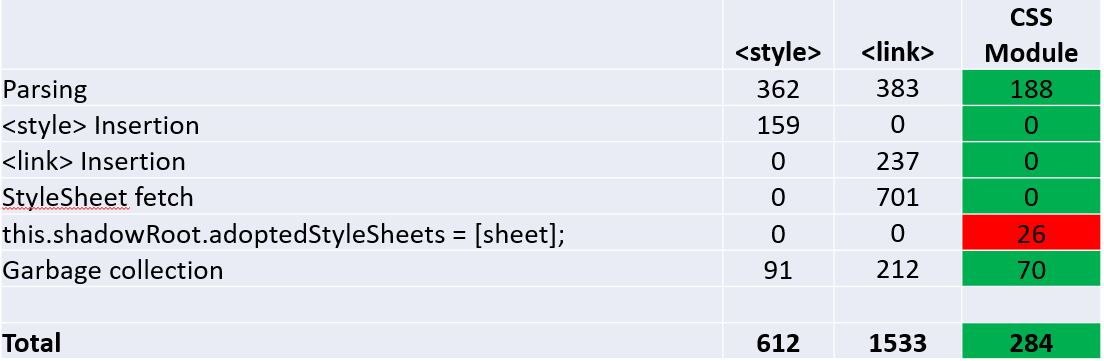 <style> <link> CSS Module
Parsing 362 383 188
<style> Insertion 159 0 0
<link> Insertion 0 237 0
StyleSheet fetch 0 701 0
this.shadowRoot.adoptedStyleSheets = [sheet]; 0 0 26
Garbage collection 91 212 70
Total 612 1533 284